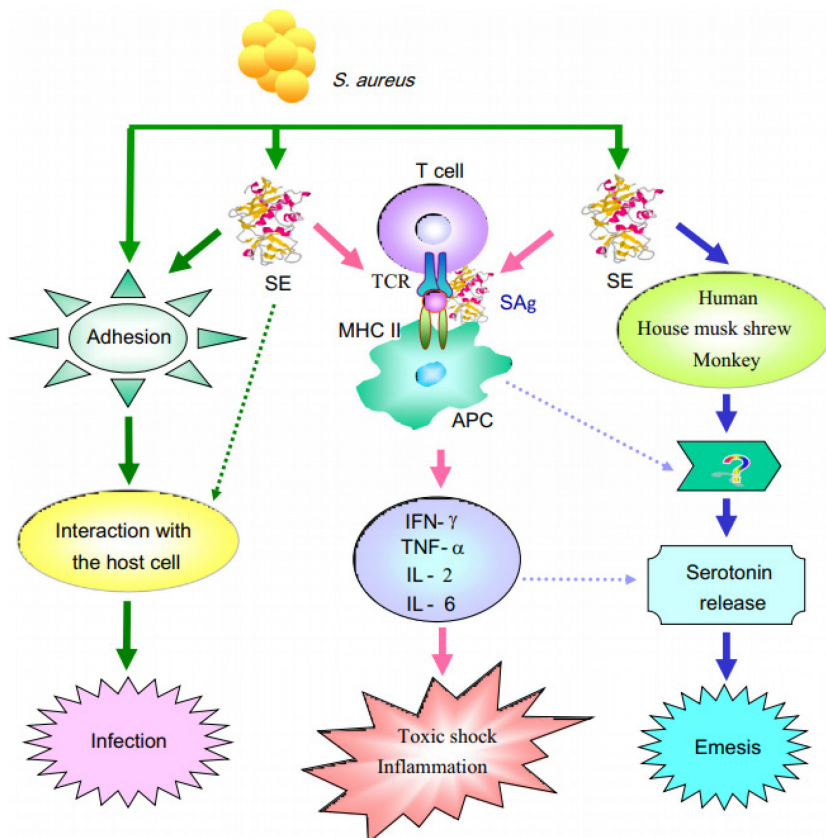 S. aureus
T cell
SE
TCR
SAg
MHC II
APC
SE
Adhesion
Human
House musk shrew
Monkey
?
Interaction with
the host cell
IFN- γ
TNF- α
IL - 2
IL - 6
Serotonin
release
Infection
Toxic shock
Inflammation
Emesis